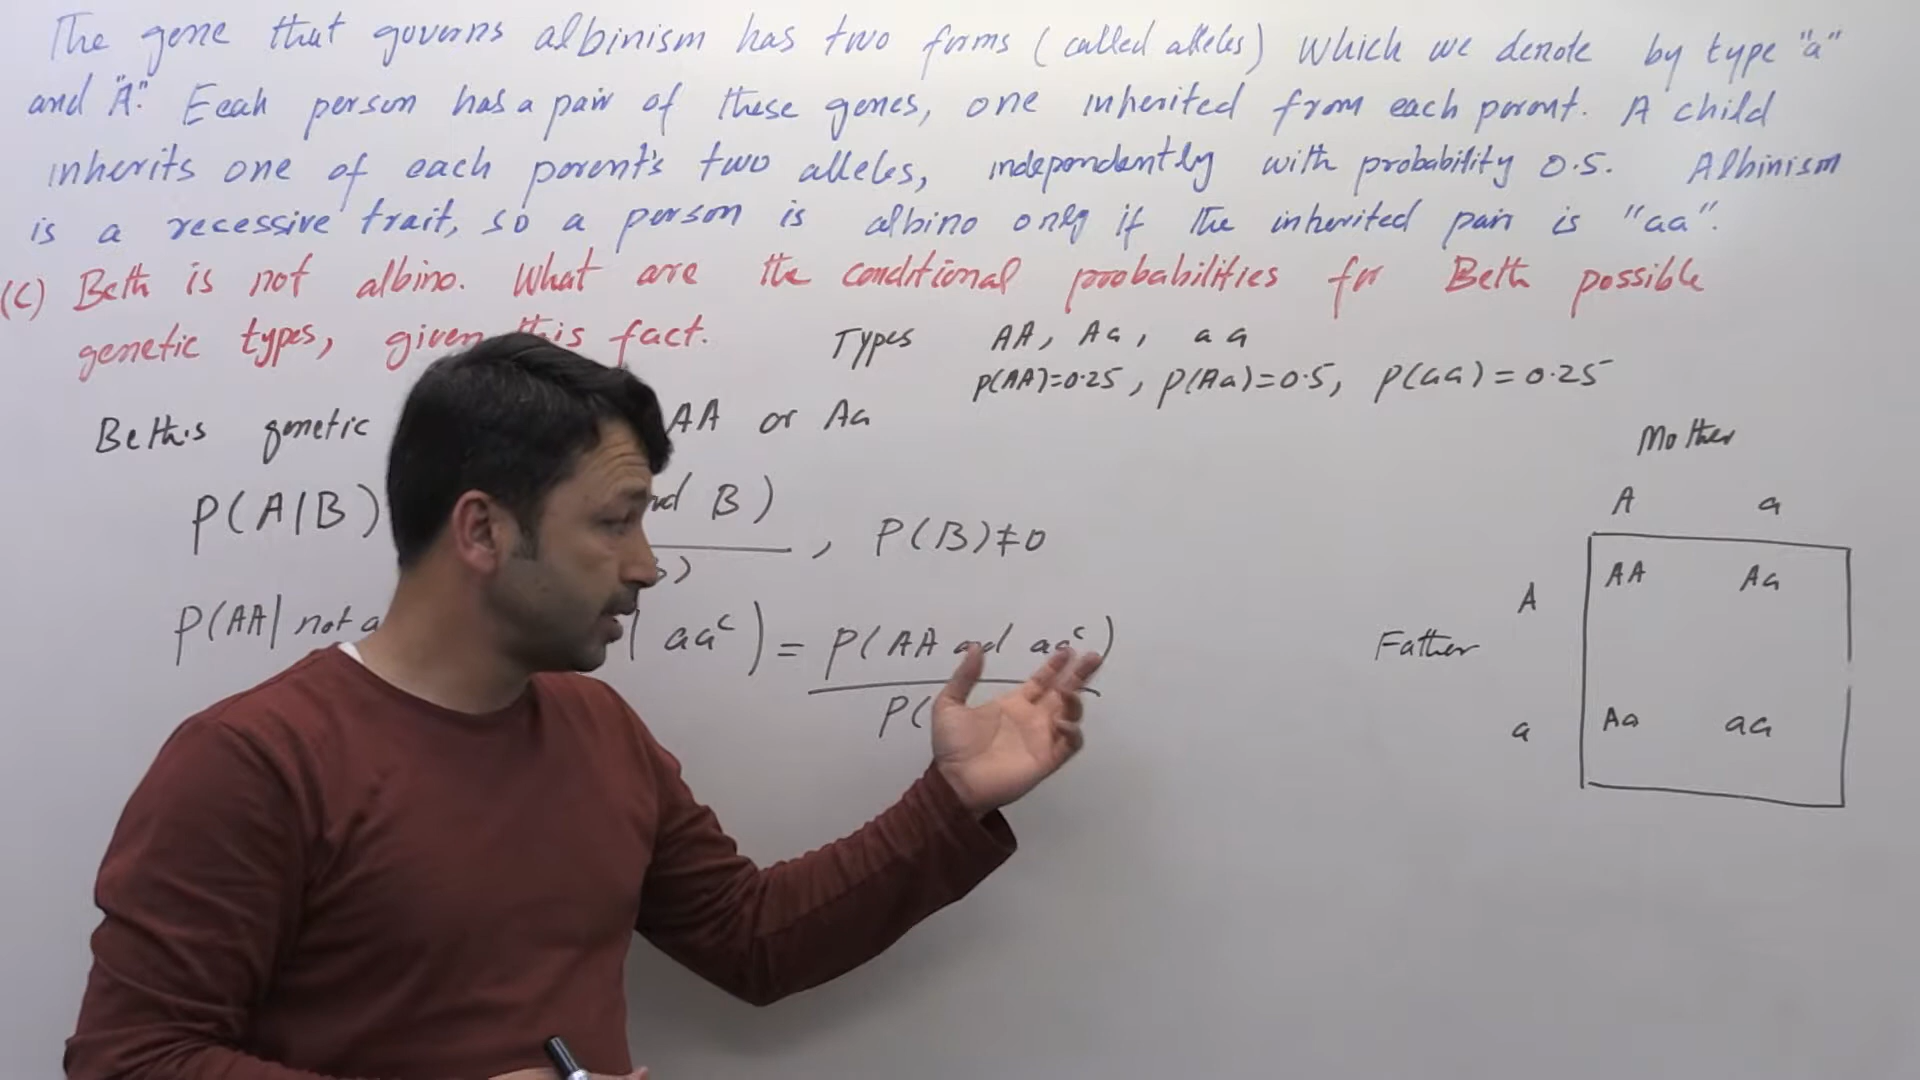 The gene that governs albinism has two forms (called alleles) which we denote by type "a"
and "A". Eeah person has a pair of these genes, one inherited from each parent. A child
inherits one of each parent's two alleles, independently with probability 0.5. Albinism
is a recessive trait, so a person is albino only if the inherited pair is "aa".
(C) Beth is not albino. What are the conditional probabilities for Beth possible
genetic types, given this fact.
Types AA, Aa, aa
P(AA)=0.25, P(Aa)=0.5, P(aa)=0.25
Beth's genetic AA or Aa
P(A|B) B) , P(B)≠0
P(AA| not a | aaᶜ) = P(AA and aaᶜ)
P(
Mother
A a
A AA Aa
Father
a Aa aa